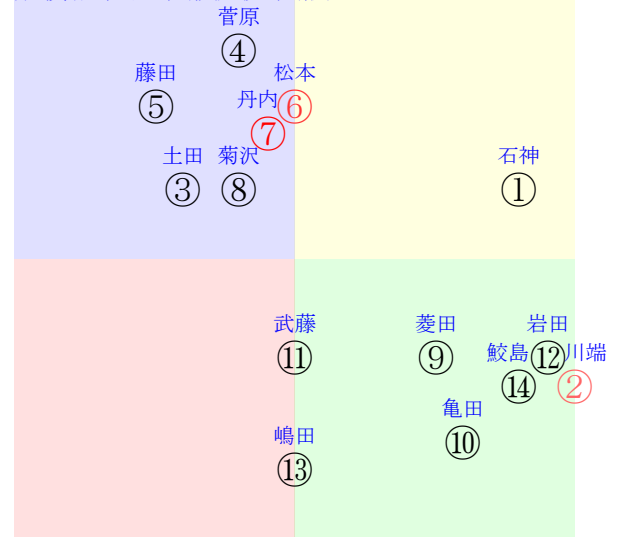 菅原
④
藤田
松本
⑤
丹内
⑥
⑦
土田
菊沢
石神
③
⑧
①
武藤
菱田
岩田
⑪
⑨
鮫島
⑫
川端
⑭
②
亀田
⑩
嶋田
⑬